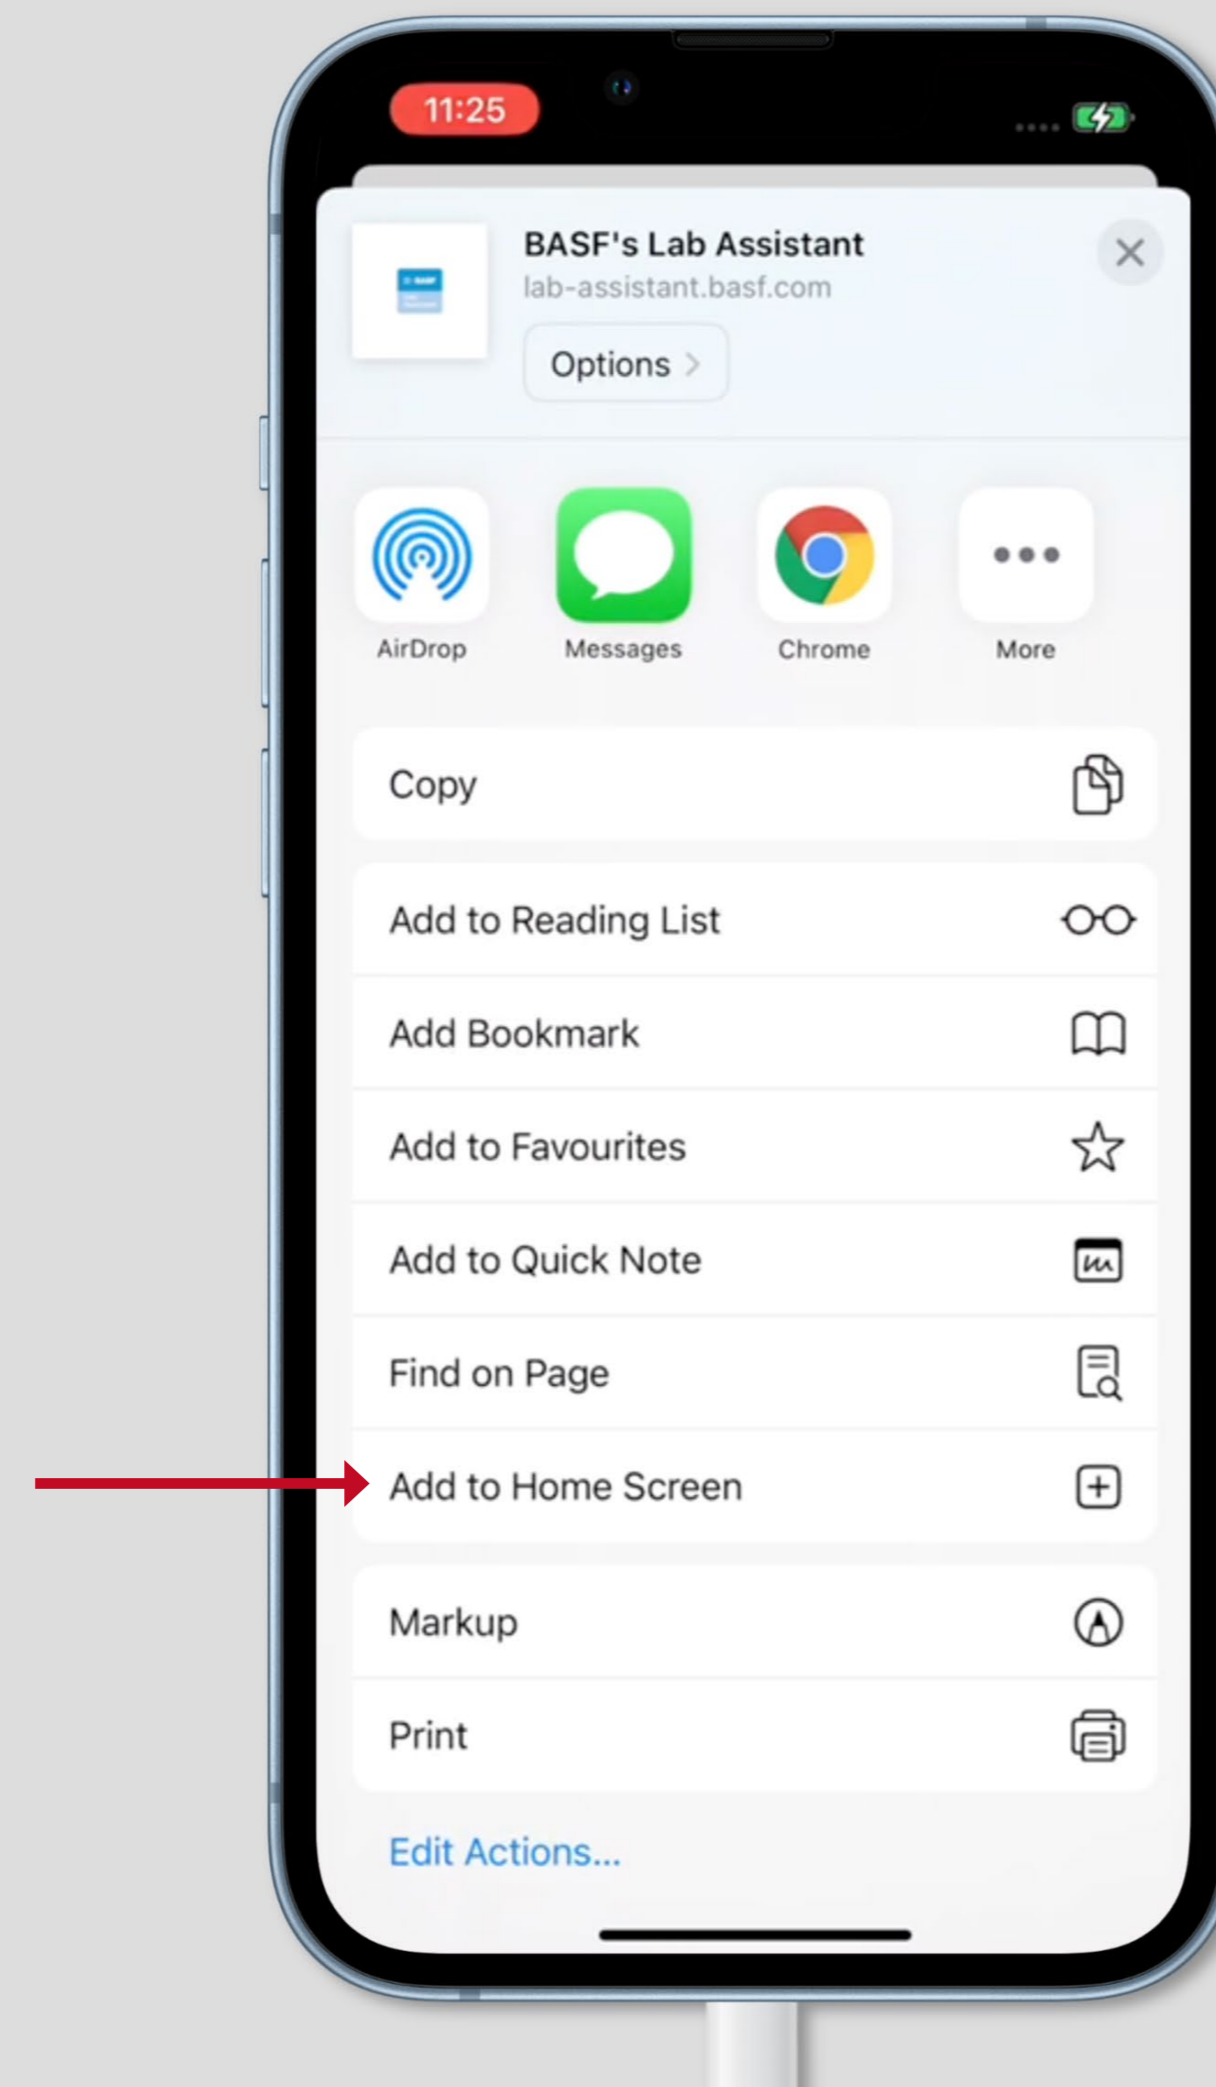 11:25
BASF's Lab Assistant
lab-assistant.basf.com
Options
AirDrop
Messages
Chrome
More
Copy
Add to Reading List
Add Bookmark
Add to Favourites
Add to Quick Note
Find on Page
Add to Home Screen
Markup
Print
Edit Actions...